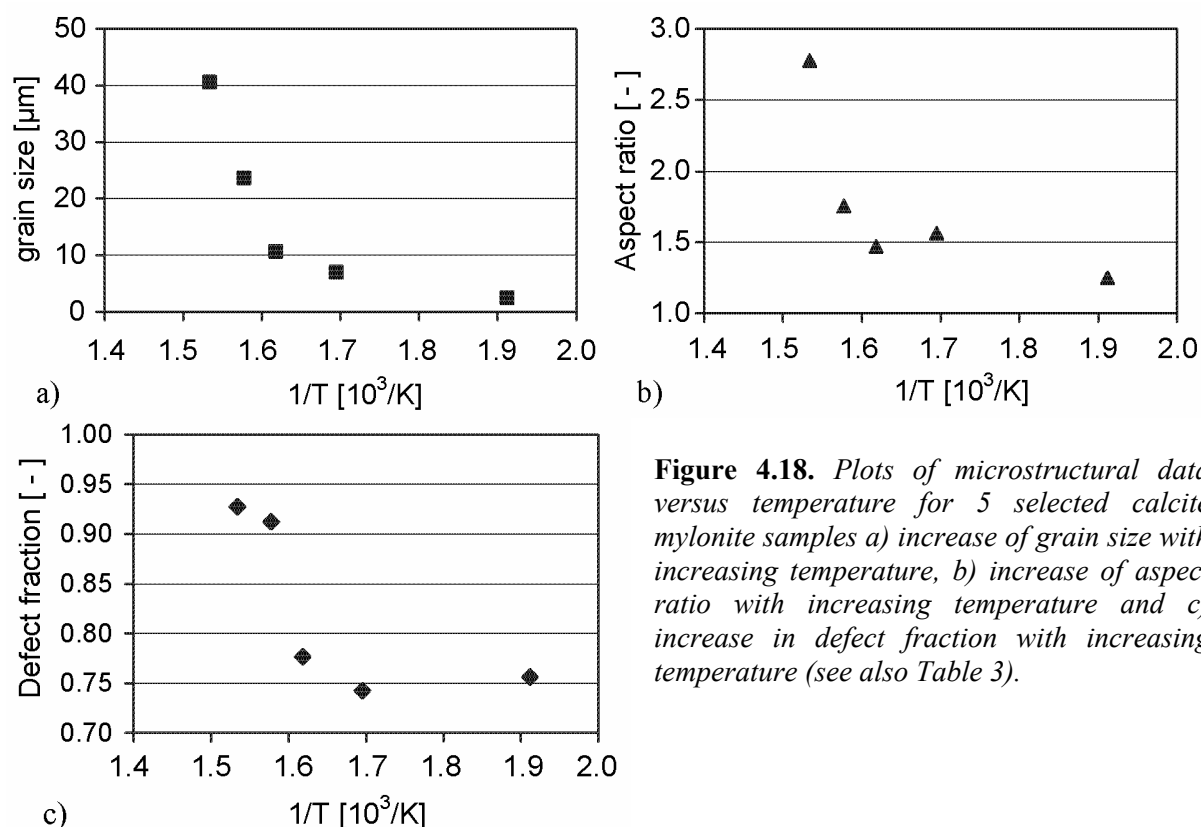 50
40
30
20
10
0
grain size [µm]
1.4 1.5 1.6 1.7 1.8 1.9 2.0
1/T [10³/K]
a)
3.0
2.5
2.0
1.5
1.0
Aspect ratio [ - ]
1.4 1.5 1.6 1.7 1.8 1.9 2.0
1/T [10³/K]
b)
1.00
0.95
0.90
0.85
0.80
0.75
0.70
Defect fraction [ - ]
1.4 1.5 1.6 1.7 1.8 1.9 2.0
1/T [10³/K]
c)
Figure 4.18. Plots of microstructural data
versus temperature for 5 selected calcite
mylonite samples a) increase of grain size with
increasing temperature, b) increase of aspect
ratio with increasing temperature and c)
increase in defect fraction with increasing
temperature (see also Table 3).